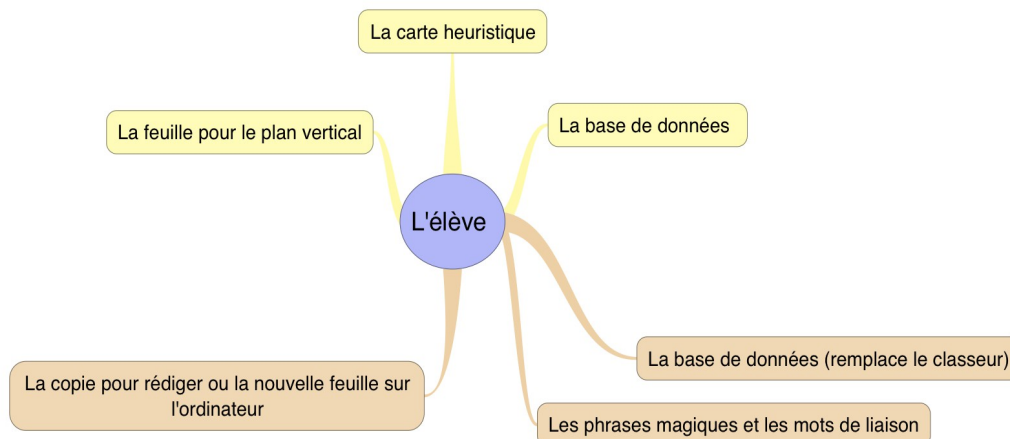 La carte heuristique
La feuille pour le plan vertical
La base de données
L'élève
La base de données (remplace le classeur)
La copie pour rédiger ou la nouvelle feuille sur
l'ordinateur
Les phrases magiques et les mots de liaison